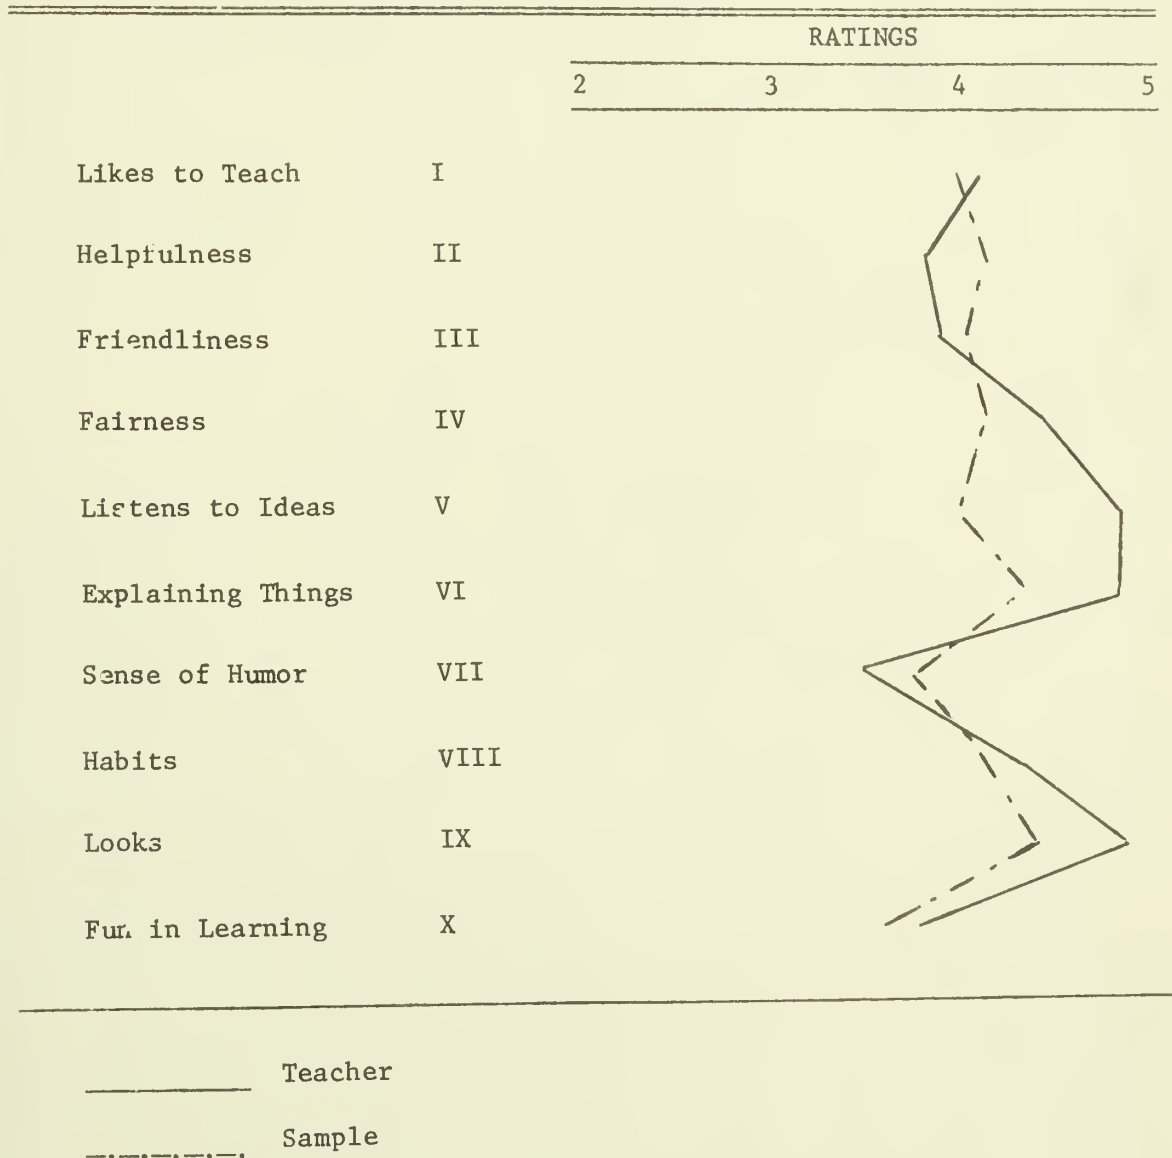 RATINGS
2 3 4 5
Likes to Teach I
Helpfulness II
Friendliness III
Fairness IV
Listens to Ideas V
Explaining Things VI
Sense of Humor VII
Habits VIII
Looks IX
Fun in Learning X
Teacher
Sample